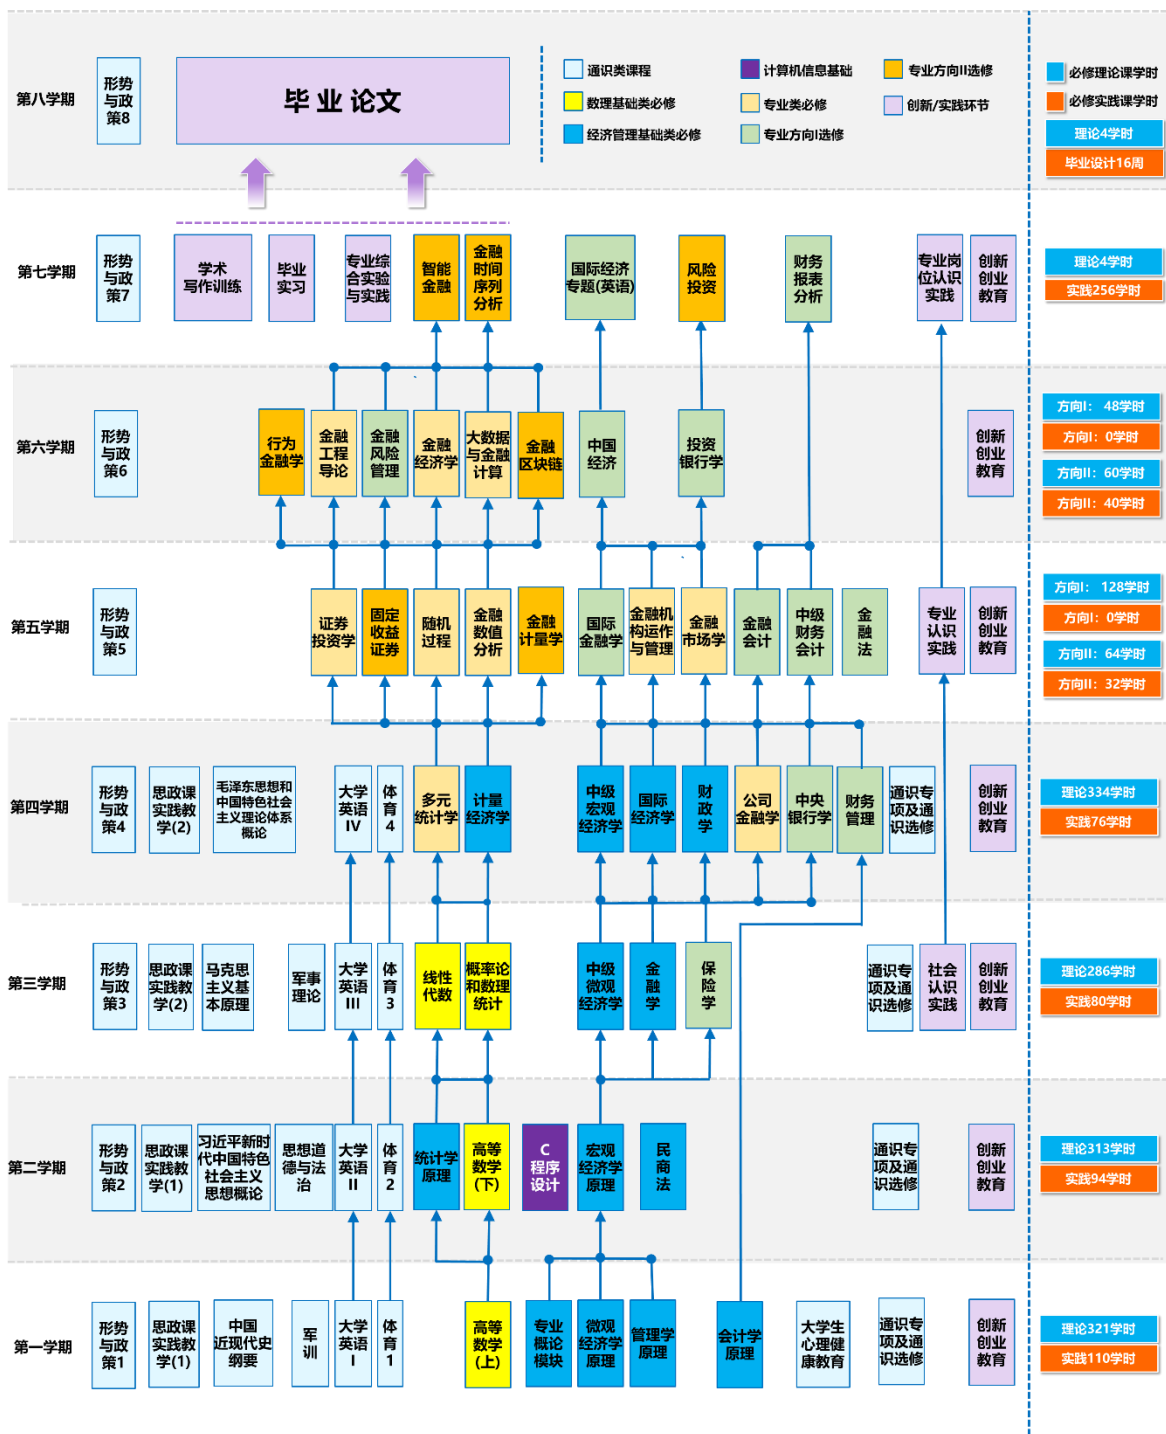 第八学期
形势
与政
策8
毕 业 论文
通识类课程
数理基础类必修
经济管理基础类必修
计算机信息基础
专业类必修
专业方向I选修
专业方向II选修
创新/实践环节
必修理论课学时
必修实践课学时
理论4学时
毕业设计16周
第七学期
形势
与政
策7
学术
写作训练
毕业
实习
专业综
合实验
与实践
智能
金融
金融
时间
序列
分析
国际经济
专题(英语)
风险
投资
财务
报表
分析
专业岗
位认识
实践
创新
创业
教育
理论4学时
实践256学时
第六学期
形势
与政
策6
行为
金融学
金融
工程
导论
金融
风险
管理
金融
经济学
大数据
与金融
计算
金融
区块链
中国
经济
投资
银行学
创新
创业
教育
方向I： 48学时
方向I：0学时
方向II：60学时
方向II：40学时
第五学期
形势
与政
策5
证券
投资学
固定
收益
证券
随机
过程
金融
数值
分析
金融
计量学
国际
金融学
金融机
构运作
与管理
金融
市场学
金融
会计
中级
财务
会计
金
融
法
专业
认识
实践
创新
创业
教育
方向I： 128学时
方向I：0学时
方向II：64学时
方向II：32学时
第四学期
形势
与政
策4
思政课
实践教
学(2)
毛泽东思想和
中国特色社会
主义理论体系
概论
大学
英语
IV
体
育
4
多元
统计学
计量
经济学
中级
宏观
经济学
国际
经济学
财
政
学
公司
金融学
中央
银行学
财务
管理
通识专
项及通
识选修
创新
创业
教育
理论334学时
实践76学时
第三学期
形势
与政
策3
思政课
实践教
学(2)
马克思
主义基
本原理
军事
理论
大学
英语
III
体
育
3
线性
代数
概率论
和数理
统计
中级
微观
经济学
金
融
学
保
险
学
通识专
项及通
识选修
社会
认识
实践
创新
创业
教育
理论286学时
实践80学时
第二学期
形势
与政
策2
思政课
实践教
学(1)
习近平新时
代中国特色
社会主义
思想概论
思想道
德与法
治
大学
英语
II
体
育
2
统计学
原理
高等
数学
(下)
C
程序
设计
宏观
经济学
原理
民
商
法
通识专
项及通
识选修
创新
创业
教育
理论313学时
实践94学时
第一学期
形势
与政
策1
思政课
实践教
学(1)
中国
近现代史
纲要
军
训
大学
英语
I
体
育
1
高等
数学
(上)
专业
概论
模块
微观
经济学
原理
管理学
原理
会计学
原理
大学生
心理健
康教育
通识专
项及通
识选修
创新
创业
教育
理论321学时
实践110学时